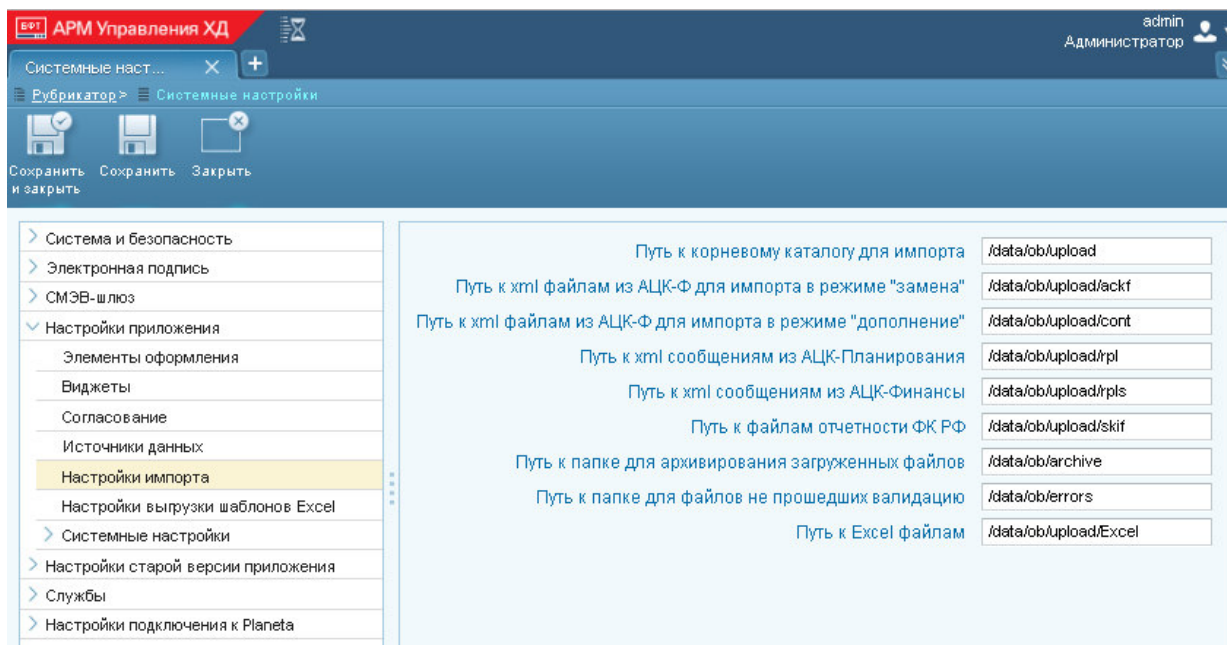 БФТ АРМ Управления ХД
admin
Администратор
Системные наст...
Рубрикатор> Системные настройки
Сохранить и закрыть
Сохранить
Закрыть
Система и безопасность
Электронная подпись
СМЭВ-шлюз
Настройки приложения
Элементы оформления
Виджеты
Согласование
Источники данных
Настройки импорта
Настройки выгрузки шаблонов Excel
Системные настройки
Настройки старой версии приложения
Службы
Настройки подключения к Planeta
Путь к корневому каталогу для импорта /data/ob/upload
Путь к xml файлам из АЦК-Ф для импорта в режиме "замена" /data/ob/upload/ackf
Путь к xml файлам из АЦК-Ф для импорта в режиме "дополнение" /data/ob/upload/cont
Путь к xml сообщениям из АЦК-Планирования /data/ob/upload/rpl
Путь к xml сообщениям из АЦК-Финансы /data/ob/upload/rpls
Путь к файлам отчетности ФК РФ /data/ob/upload/skif
Путь к папке для архивирования загруженных файлов /data/ob/archive
Путь к папке для файлов не прошедших валидацию /data/ob/errors
Путь к Excel файлам /data/ob/upload/Excel